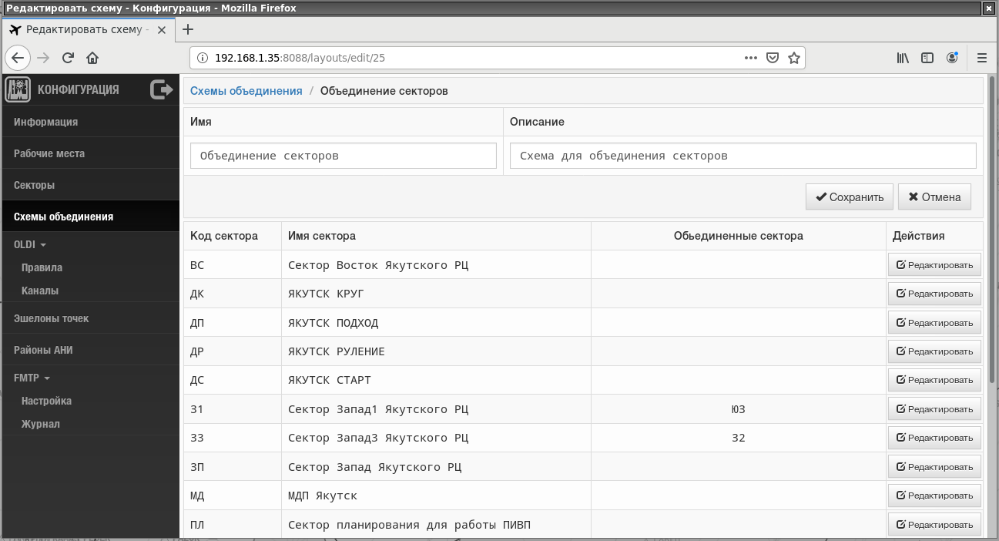 Редактировать схему - Конфигурация - Mozilla Firefox
Редактировать схему -
192.168.1.35:8088/layouts/edit/25
КОНФИГУРАЦИЯ
Информация
Рабочие места
Секторы
Схемы объединения
OLDI
Правила
Каналы
Эшелоны точек
Районы АНИ
FMTP
Настройка
Журнал
Схемы объединения / Объединение секторов
Имя Описание
Объединение секторов Схема для объединения секторов
Сохранить Отмена
Код сектора Имя сектора Обьединенные сектора Действия
ВС Сектор Восток Якутского РЦ Редактировать
ДК ЯКУТСК КРУГ Редактировать
ДП ЯКУТСК ПОДХОД Редактировать
ДР ЯКУТСК РУЛЕНИЕ Редактировать
ДС ЯКУТСК СТАРТ Редактировать
З1 Сектор Запад1 Якутского РЦ ЮЗ Редактировать
З3 Сектор Запад3 Якутского РЦ З2 Редактировать
ЗП Сектор Запад Якутского РЦ Редактировать
МД МДП Якутск Редактировать
ПЛ Сектор планирования для работы ПИВП Редактировать